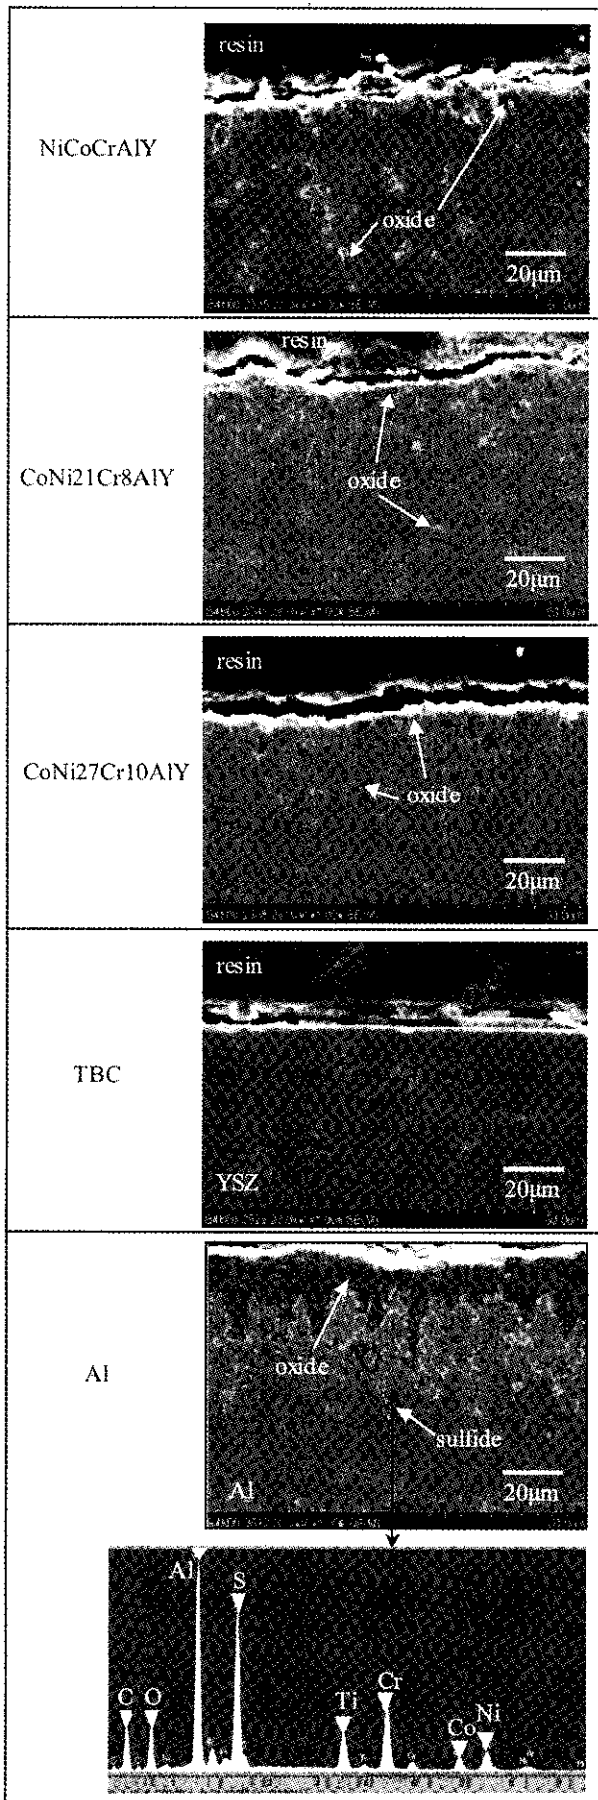 resin
NiCoCrAlY
oxide
20μm
resin
CoNi21Cr8AlY
oxide
20μm
resin
CoNi27Cr10AlY
oxide
20μm
resin
TBC
YSZ
20μm
oxide
Al
sulfide
Al
20μm
Al
S
C O
Ti
Cr
Co
Ni